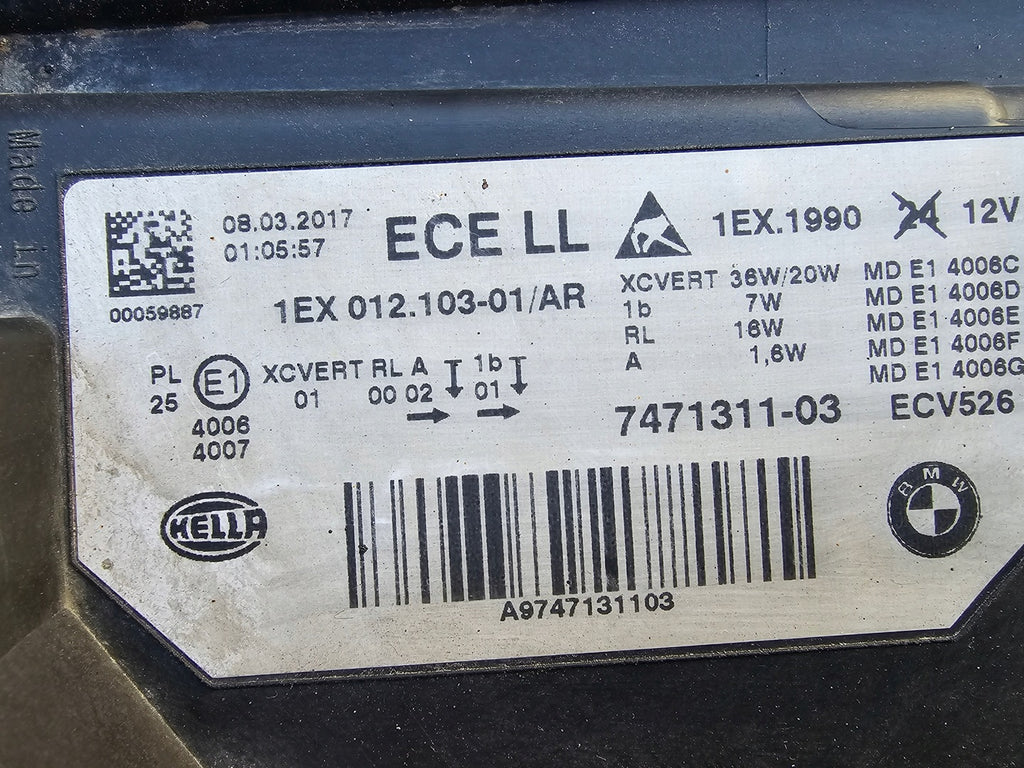 Made in
08.03.2017
01:05:57
00059887
ECE LL
1EX 012.103-01/AR
1EX.1990 24 12V
XCVERT 36W/20W
1b 7W
RL 16W
A 1,6W
MD E1 4006C
MD E1 4006D
MD E1 4006E
MD E1 4006F
MD E1 4006G
PL
25
E1
4006
4007
XCVERT RL A 1b
01 00 02 01
7471311-03
ECV526
HELLA
A9747131103
BMW